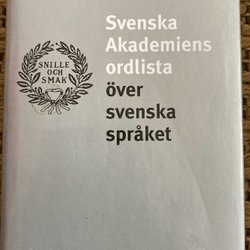 Svenska
Akademiens
ordlista
över
svenska
språket
SNILLE
OCH
SMAK